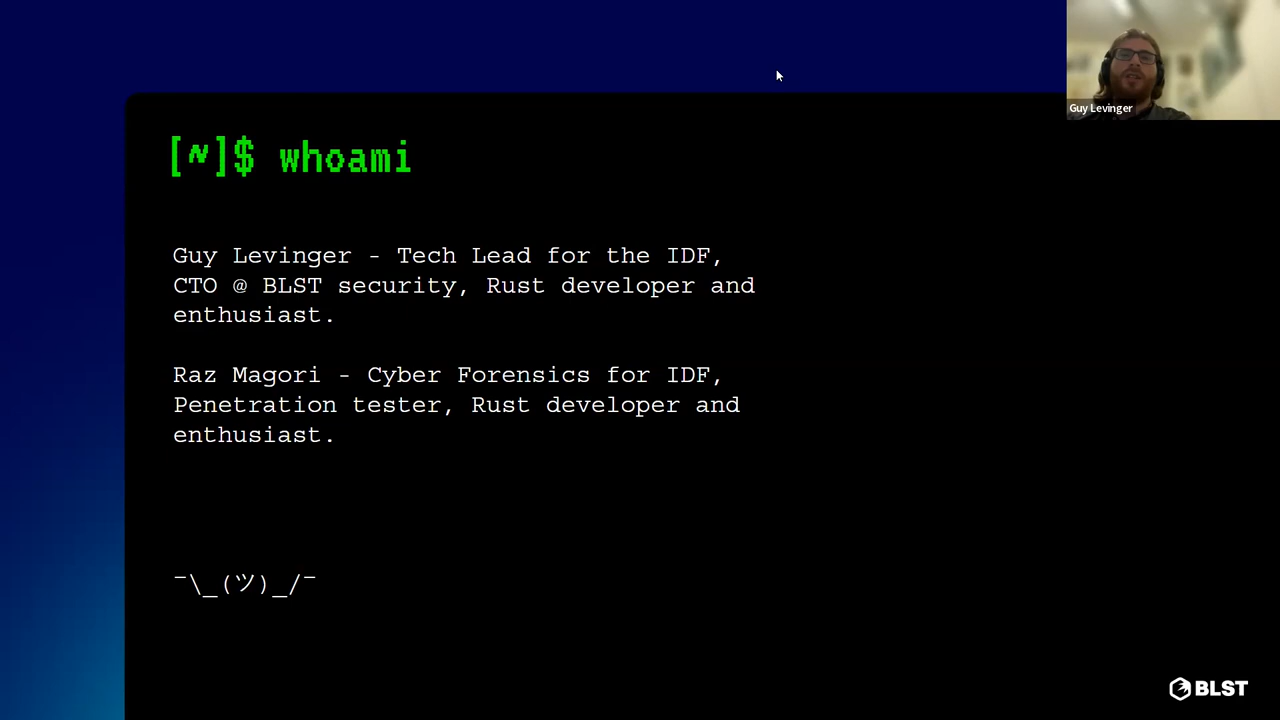 Guy Levinger
[~]$ whoami
Guy Levinger - Tech Lead for the IDF,
CTO @ BLST security, Rust developer and
enthusiast.
Raz Magori - Cyber Forensics for IDF,
Penetration tester, Rust developer and
enthusiast.
¯\_(ツ)_/¯
BLST